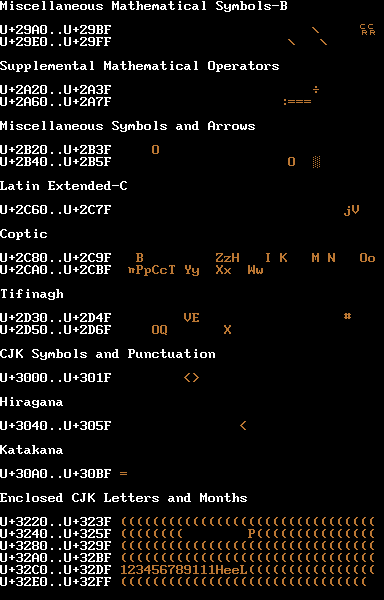 Miscellaneous Mathematical Symbols-B
U+29A0..U+29BF \
U+29E0..U+29FF \ \
Supplemental Mathematical Operators
U+2A20..U+2A3F ÷
U+2A60..U+2A7F :===
Miscellaneous Symbols and Arrows
U+2B20..U+2B3F O
U+2B40..U+2B5F O ▒
Latin Extended-C
U+2C60..U+2C7F jV
Coptic
U+2C80..U+2C9F B ZzH I K M N Oo
U+2CA0..U+2CBF πPpCcT Yy Xx Ww
Tifinagh
U+2D30..U+2D4F VE #
U+2D50..U+2D6F OQ X
CJK Symbols and Punctuation
U+3000..U+301F <>
Hiragana
U+3040..U+305F <
Katakana
U+30A0..U+30BF =
Enclosed CJK Letters and Months
U+3220..U+323F ((((((((((((((((((((((((((((((((
U+3240..U+325F (((((((( P(((((((((((((((
U+3280..U+329F ((((((((((((((((((((((((((((((((
U+32A0..U+32BF ((((((((((((((((((((((((((((((((
U+32C0..U+32DF 123456789111HeeL((((((((((((((((
U+32E0..U+32FF (((((((((((((((((((((((((((((((